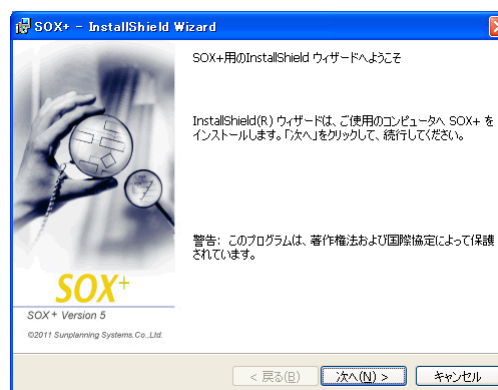 SOX+ - InstallShield Wizard
SOX+用のInstallShield ウィザードへようこそ
InstallShield(R) ウィザードは、ご使用のコンピュータへ SOX+ を
インストールします。「次へ」をクリックして、続行してください。
警告: このプログラムは、著作権法および国際協定によって保護
されています。
SOX+
SOX+ Version 5
©2011 Sunplanning Systems.Co.,Ltd.
< 戻る(B)
次へ(N) >
キャンセル